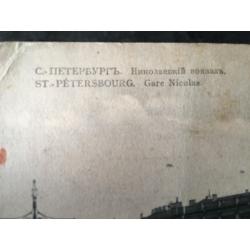 С.-ПЕТЕРБУРГЪ. Николаевскій вокзалъ.
ST.-PÉTERSBOURG. Gare Nicolas.